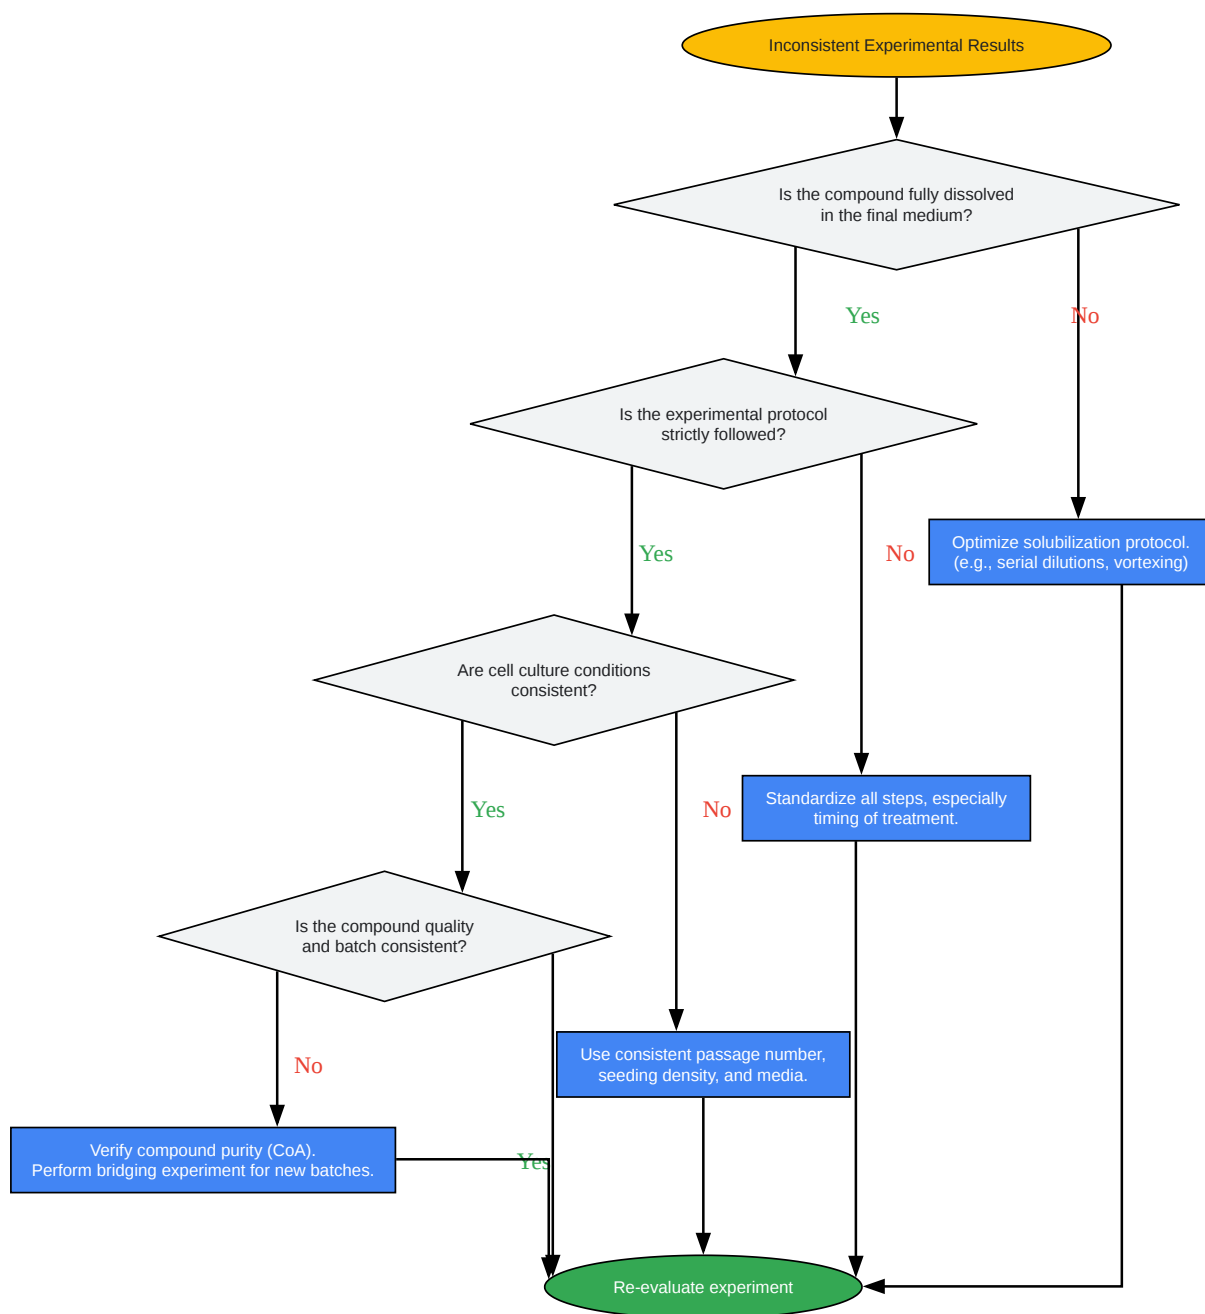 Inconsistent Experimental Results
Is the compound fully dissolved
in the final medium?
Yes
No
Is the experimental protocol
strictly followed?
Yes
No
Optimize solubilization protocol.
(e.g., serial dilutions, vortexing)
Are cell culture conditions
consistent?
Yes
No
Standardize all steps, especially
timing of treatment.
Is the compound quality
and batch consistent?
No
Use consistent passage number,
seeding density, and media.
Verify compound purity (CoA).
Perform bridging experiment for new batches.
Yes
Re-evaluate experiment